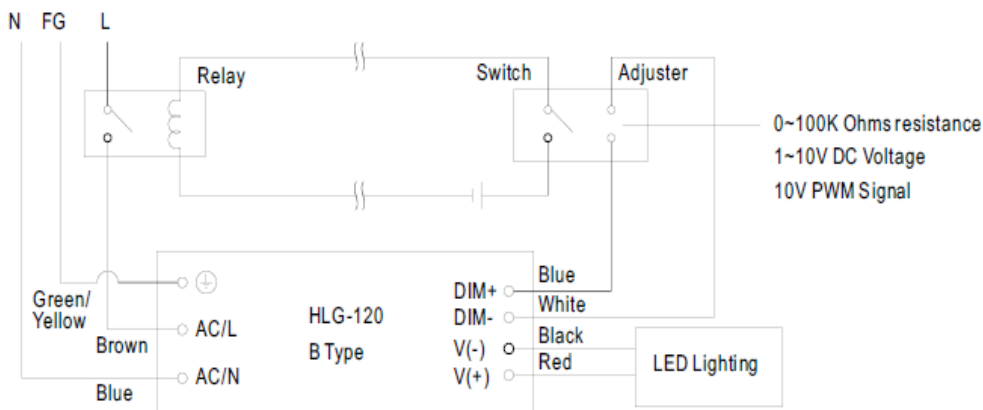 N FG L
Relay
Switch
Adjuster
0~100K Ohms resistance
1~10V DC Voltage
10V PWM Signal
Green/
Yellow
Brown
Blue
AC/L
AC/N
HLG-120
B Type
DIM+
DIM-
V(-)
V(+)
Blue
White
Black
Red
LED Lighting